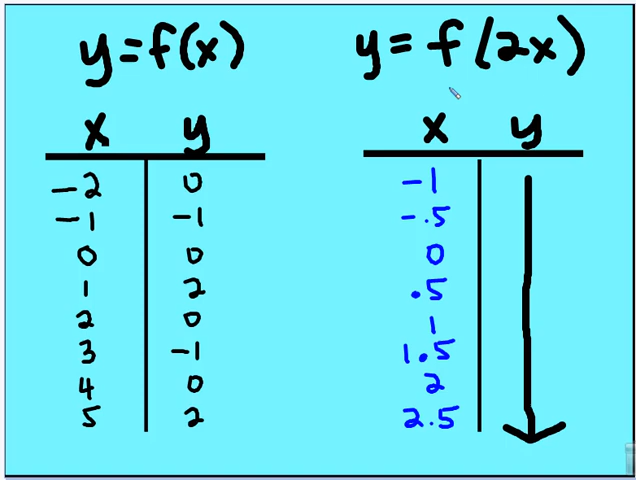 y=f(x) y=f(2x)
x y x y
-2 0 -1
-1 -1 -.5
0 0 0
1 2 .5
2 0 1
3 -1 1.5
4 0 2
5 2 2.5